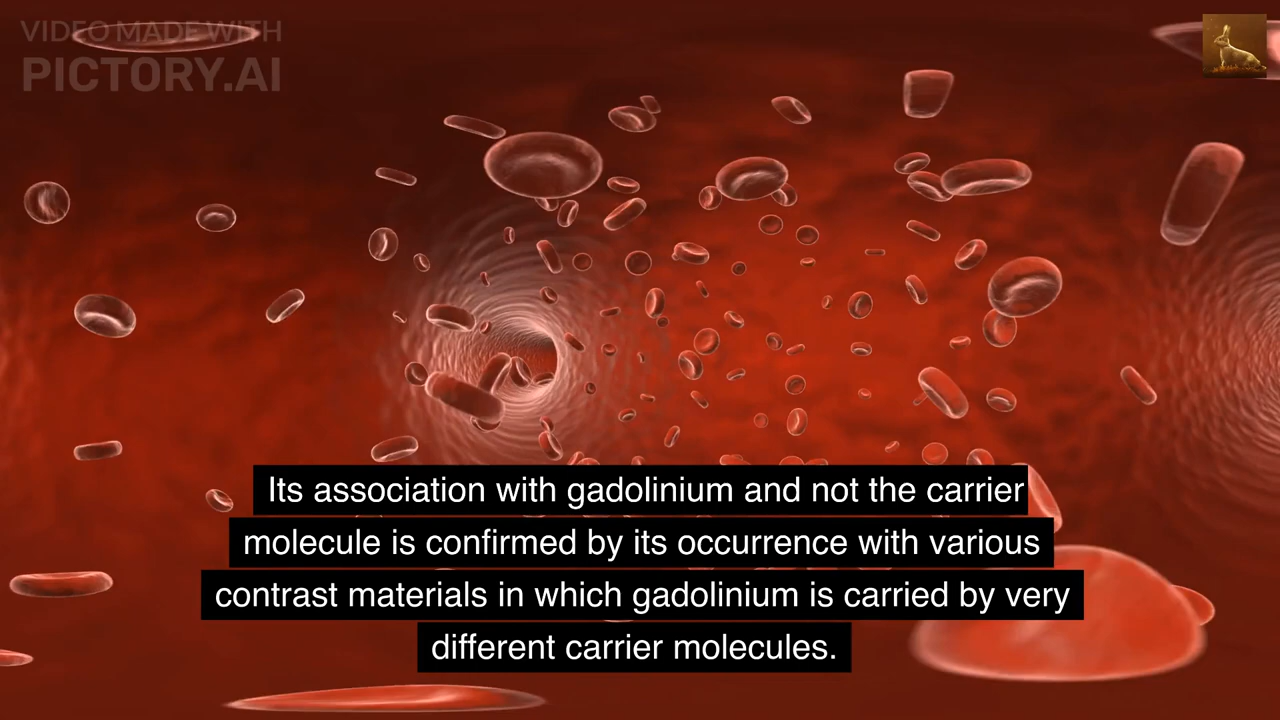 VIDEO MADE WITH
PICTORY.AI
Its association with gadolinium and not the carrier
molecule is confirmed by its occurrence with various
contrast materials in which gadolinium is carried by very
different carrier molecules.